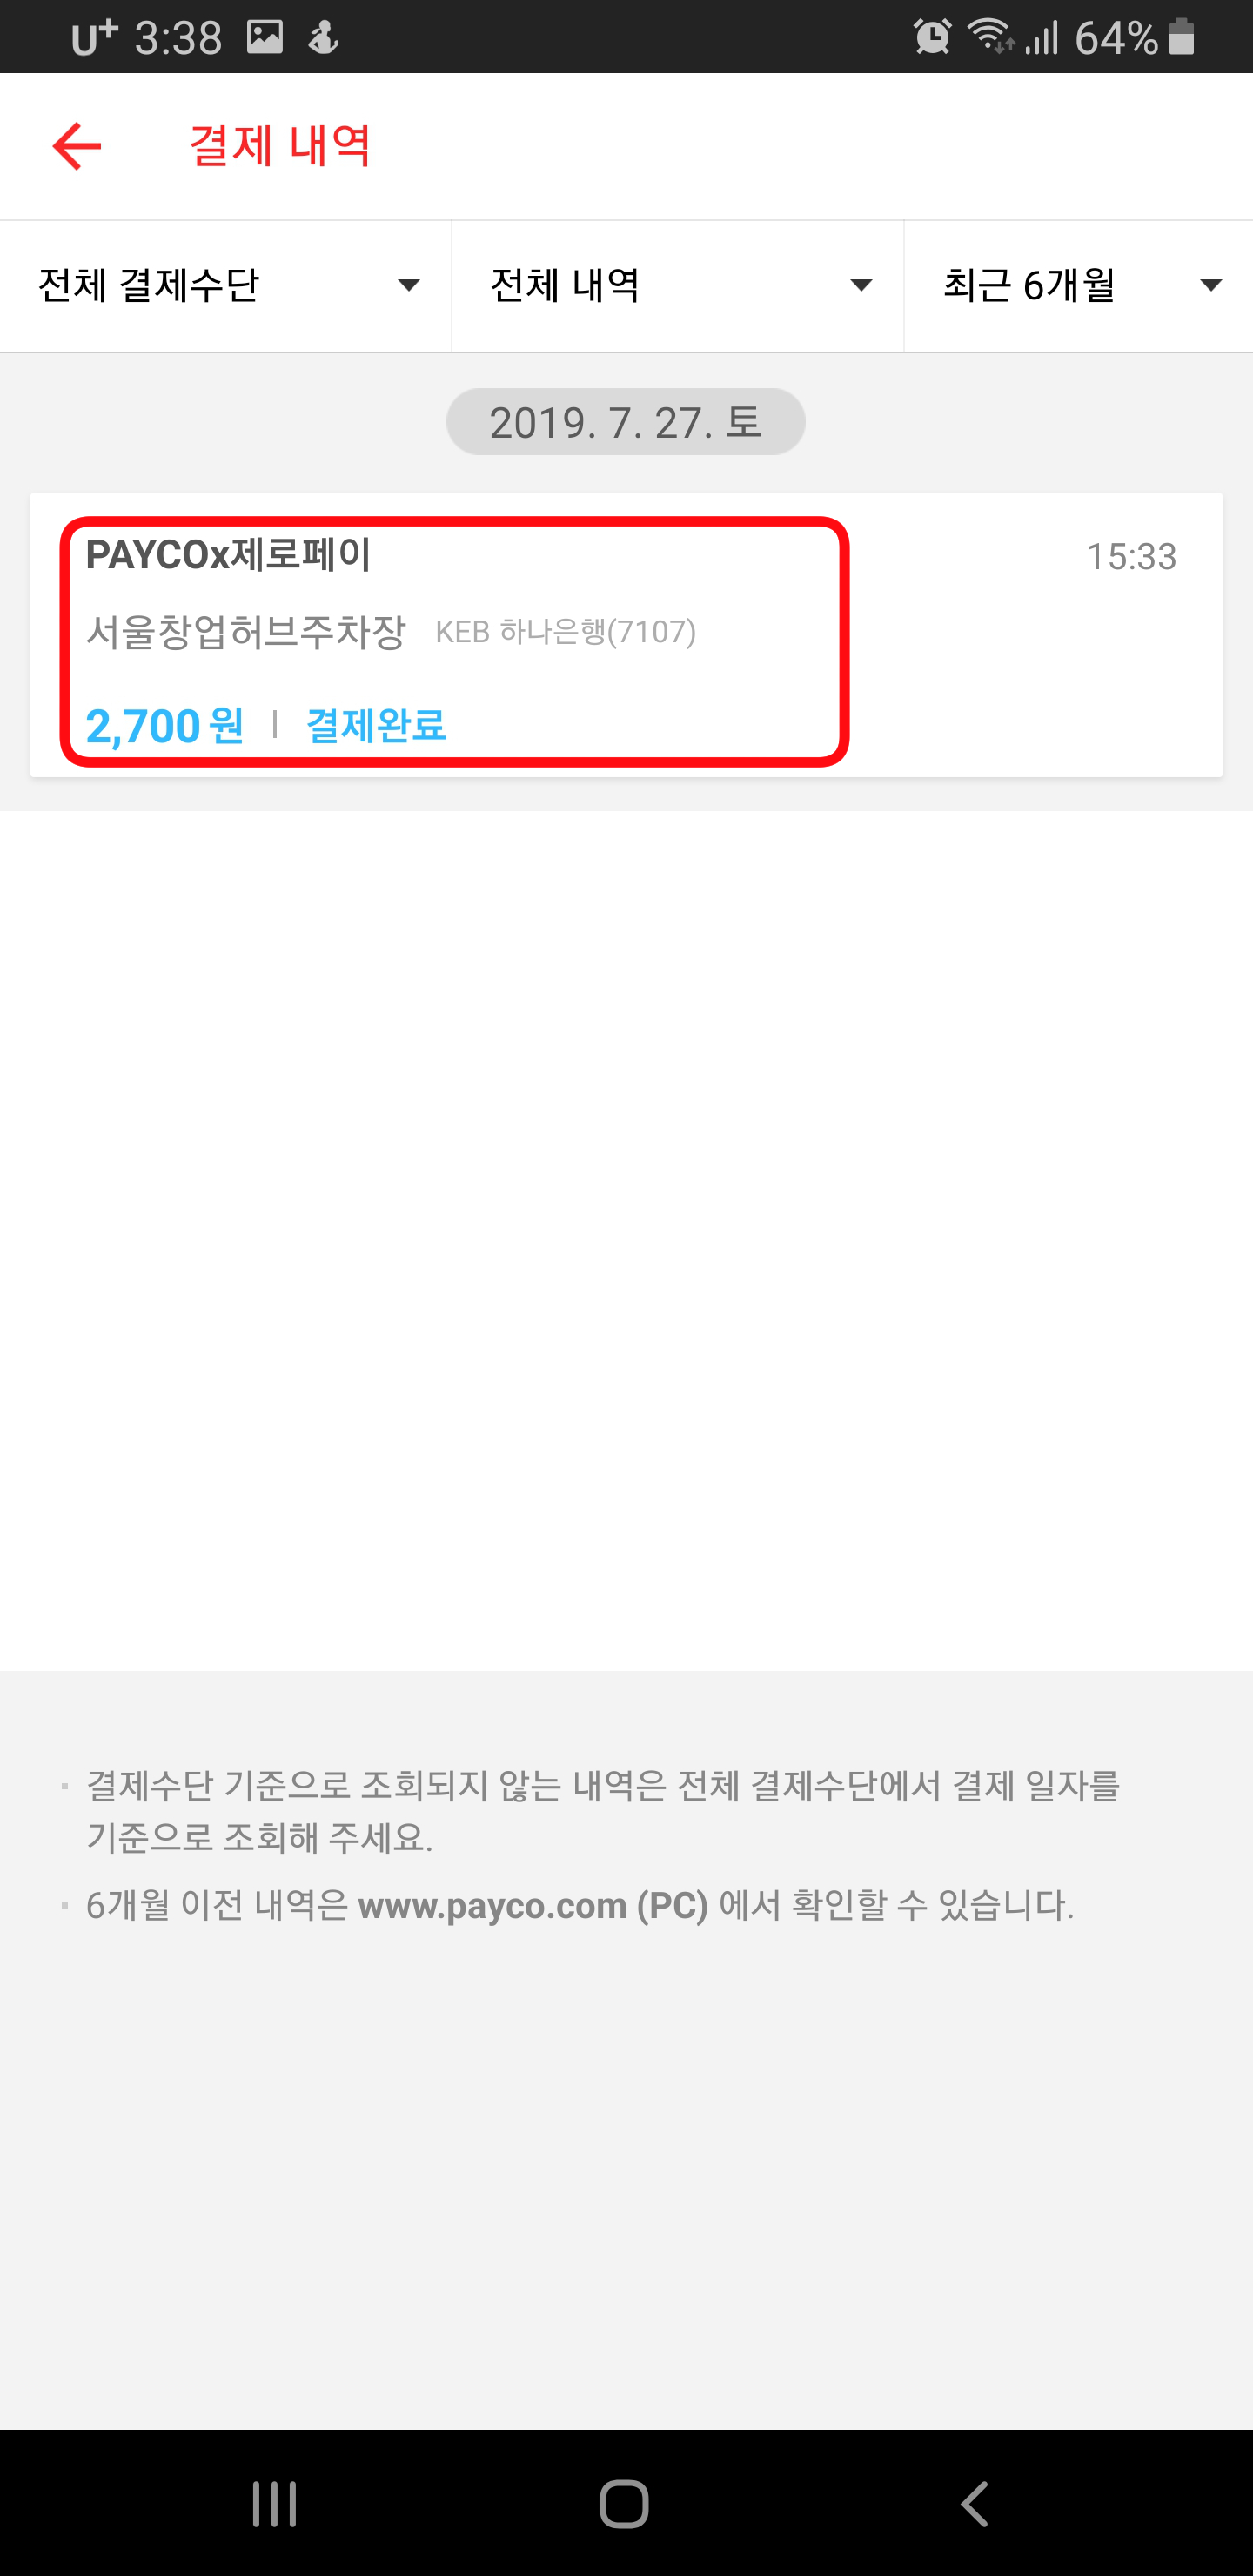 U+ 3:38 64%
결제 내역
전체 결제수단 전체 내역 최근 6개월
2019. 7. 27. 토
PAYCOx제로페이 15:33
서울창업허브주차장 KEB 하나은행(7107)
2,700 원 | 결제완료
· 결제수단 기준으로 조회되지 않는 내역은 전체 결제수단에서 결제 일자를
기준으로 조회해 주세요.
· 6개월 이전 내역은 www.payco.com (PC) 에서 확인할 수 있습니다.